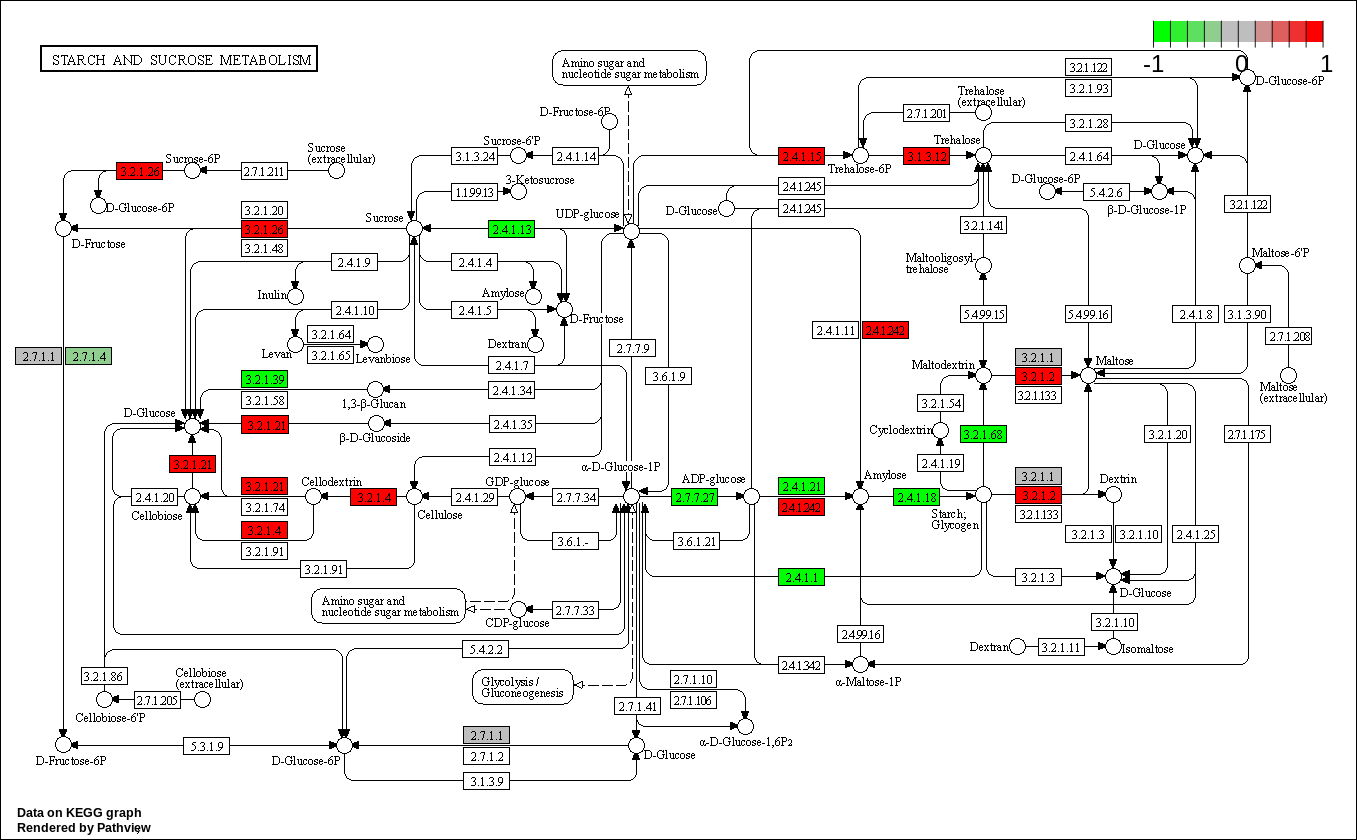 STARCH AND SUCROSE METABOLISM
-1
0
1
Amino sugar and
nucleotide sugar metabolism
3.2.1.122
D-Glucose-6P
3.2.1.93
Trehalose
(extracellular)
D-Fructose-6P
2.7.1.201
3.2.1.28
Sucrose
(extracellular)
Sucrose-6'P
Trehalose
D-Glucose
Sucrose-6P
3.1.3.24
2.4.1.14
2.4.1.15
3.1.3.12
2.4.1.64
3.2.1.26
2.7.1.211
Trehalose-6P
3-Ketosucrose
D-Glucose-6P
1.1.99.13
2.4.1.245
5.4.2.6
D-Glucose-6P
3.2.1.20
UDP-glucose
D-Glucose
2.4.1.245
β-D-Glucose-1P
3.2.1.122
Sucrose
3.2.1.26
2.4.1.13
3.2.1.141
D-Fructose
3.2.1.48
Maltose-6'P
2.4.1.9
2.4.1.4
Maltooligosyl-
trehalose
Inulin
Amylose
2.4.1.10
2.4.1.5
D-Fructose
5.4.99.15
5.4.99.16
2.4.1.8
3.1.3.90
3.2.1.64
2.4.1.11
2.4.1.242
2.7.1.208
Levan
3.2.1.65
Levanbiose
Dextran
2.7.7.9
2.7.1.1
2.7.1.4
2.4.1.7
3.2.1.1
Maltodextrin
Maltose
3.2.1.39
3.6.1.9
3.2.1.2
2.4.1.34
3.2.1.133
Maltose
(extracellular)
3.2.1.58
1,3-β-Glucan
3.2.1.54
D-Glucose
3.2.1.21
2.4.1.35
Cyclodextrin
3.2.1.68
3.2.1.20
2.7.1.175
β-D-Glucoside
2.4.1.12
3.2.1.21
α-D-Glucose-1P
2.4.1.19
Cellodextrin
GDP-glucose
ADP-glucose
Amylose
3.2.1.1
Dextrin
3.2.1.21
2.4.1.21
2.4.1.20
3.2.1.4
2.4.1.29
2.7.7.34
2.7.7.27
2.4.1.18
3.2.1.2
3.2.1.74
2.4.1.242
Cellobiose
Cellulose
Starch;
Glycogen
3.2.1.133
3.2.1.4
3.6.1.-
3.6.1.21
3.2.1.3
3.2.1.10
2.4.1.25
3.2.1.91
3.2.1.91
2.4.1.1
3.2.1.3
D-Glucose
Amino sugar and
nucleotide sugar metabolism
2.7.7.33
CDP-glucose
3.2.1.10
2.4.99.16
5.4.2.2
Dextran
3.2.1.11
Isomaltose
2.4.1.342
3.2.1.86
Cellobiose
(extracellular)
Glycolysis /
Gluconeogenesis
2.7.1.10
α-Maltose-1P
2.7.1.205
2.7.1.106
2.7.1.41
Cellobiose-6'P
2.7.1.1
α-D-Glucose-1,6P2
5.3.1.9
2.7.1.2
D-Glucose
D-Fructose-6P
D-Glucose-6P
3.1.3.9
Data on KEGG graph
Rendered by Pathview